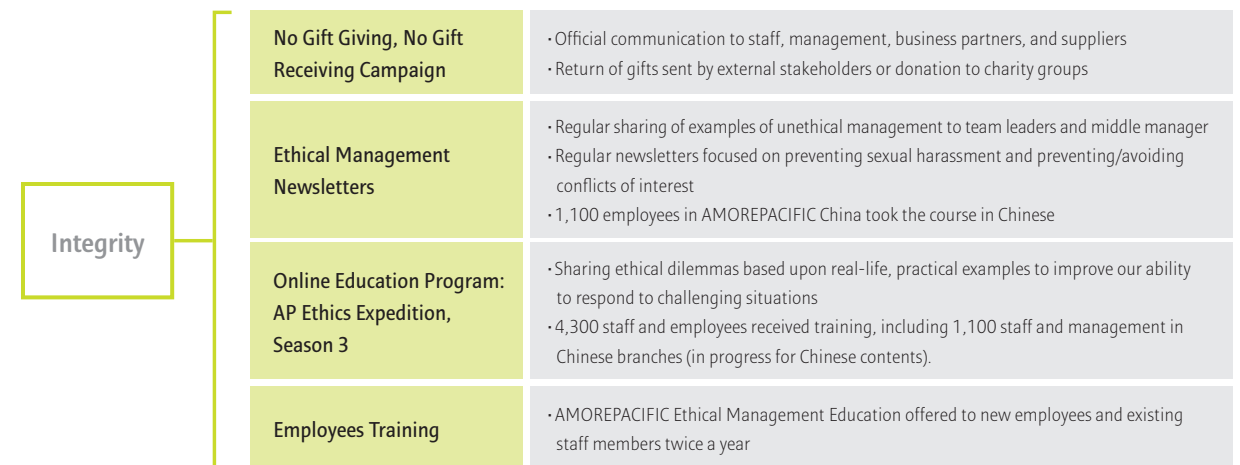 Integrity
No Gift Giving, No Gift
Receiving Campaign
·Official communication to staff, management, business partners, and suppliers
·Return of gifts sent by external stakeholders or donation to charity groups
Ethical Management
Newsletters
·Regular sharing of examples of unethical management to team leaders and middle manager
·Regular newsletters focused on preventing sexual harassment and preventing/avoiding
conflicts of interest
·1,100 employees in AMOREPACIFIC China took the course in Chinese
Online Education Program:
AP Ethics Expedition,
Season 3
·Sharing ethical dilemmas based upon real-life, practical examples to improve our ability
to respond to challenging situations
·4,300 staff and employees received training, including 1,100 staff and management in
Chinese branches (in progress for Chinese contents).
Employees Training
·AMOREPACIFIC Ethical Management Education offered to new employees and existing
staff members twice a year